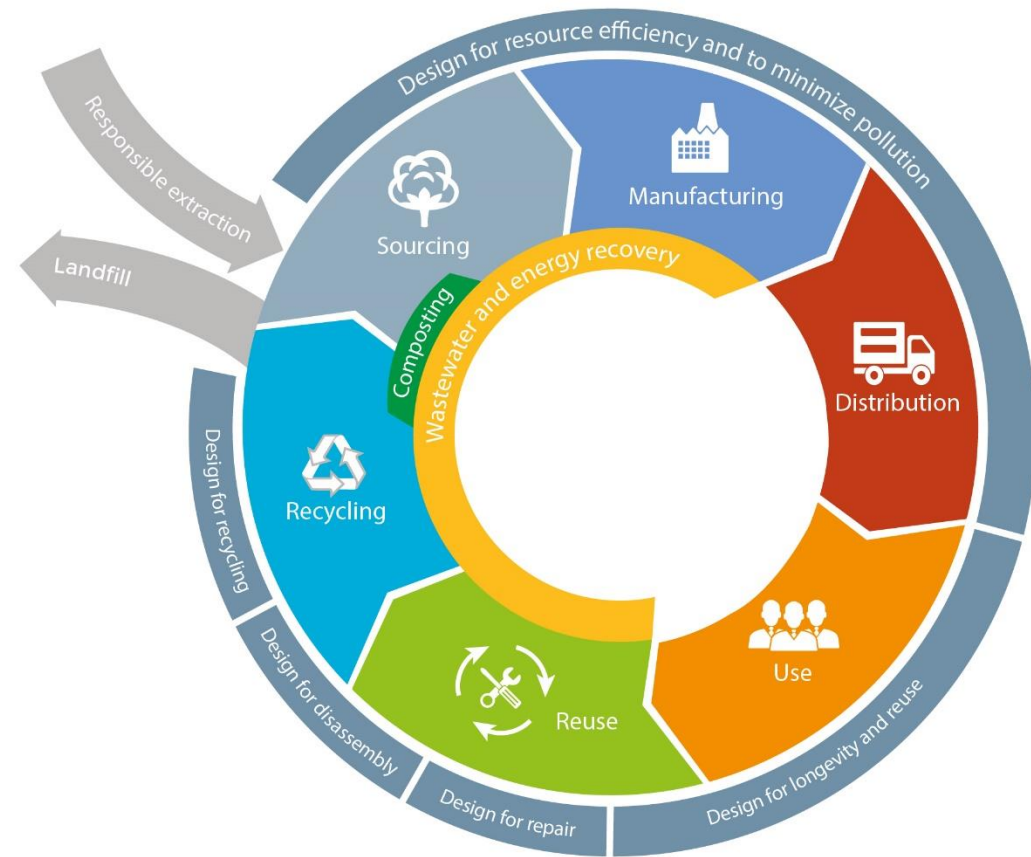 Design for resource efficiency and to minimize pollution
Responsible extraction
Landfill
Sourcing
Manufacturing
Distribution
Use
Reuse
Recycling
Composting
Wastewater and energy recovery
Design for longevity and reuse
Design for repair
Design for disassembly
Design for recycling